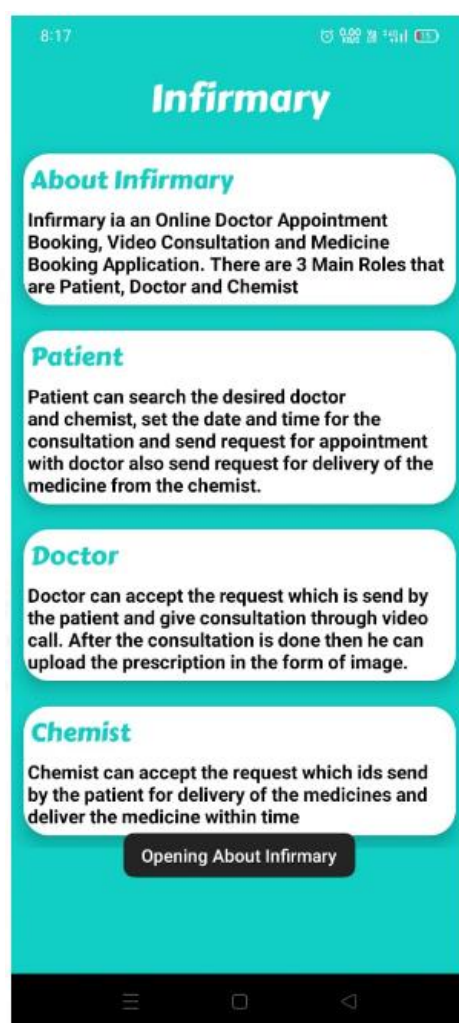 8:17
Infirmary
About Infirmary
Infirmary ia an Online Doctor Appointment
Booking, Video Consultation and Medicine
Booking Application. There are 3 Main Roles that
are Patient, Doctor and Chemist
Patient
Patient can search the desired doctor
and chemist, set the date and time for the
consultation and send request for appointment
with doctor also send request for delivery of the
medicine from the chemist.
Doctor
Doctor can accept the request which is send by
the patient and give consultation through video
call. After the consultation is done then he can
upload the prescription in the form of image.
Chemist
Chemist can accept the request which ids send
by the patient for delivery of the medicines and
deliver the medicine within time
Opening About Infirmary